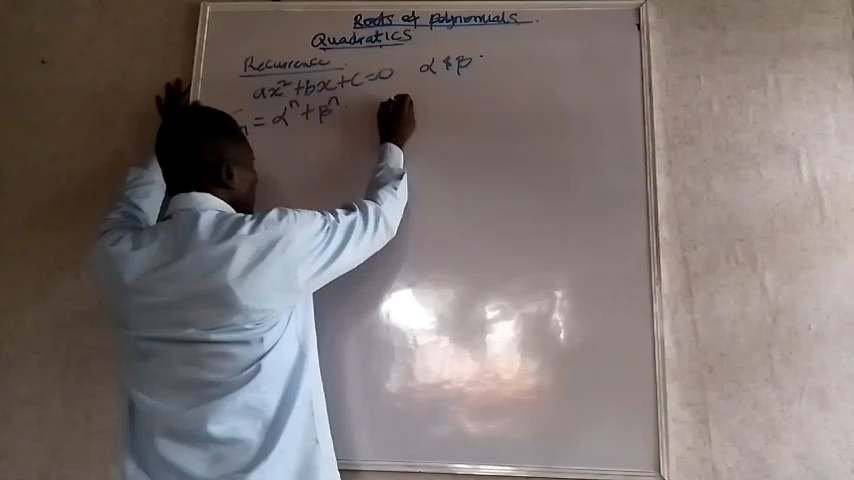 Roots of polynomials.
Quadratics
Recurrence.
ax² + bx + c = 0 α & β.
n = αⁿ + βⁿ.